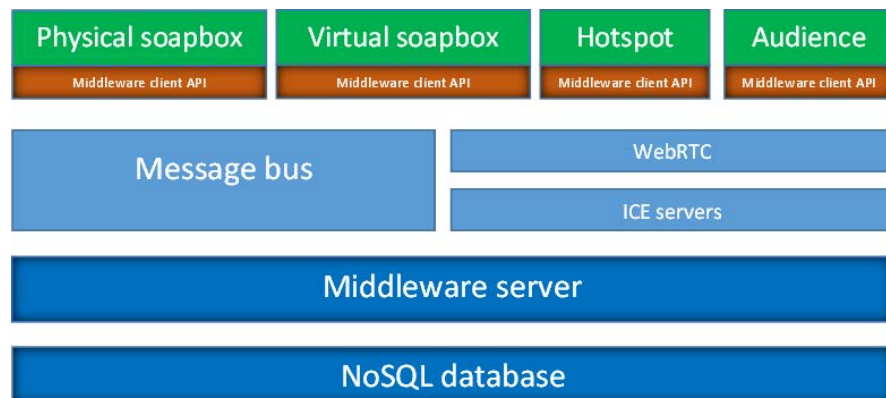 Physical soapbox
Virtual soapbox
Hotspot
Audience
Middleware client API
Middleware client API
Middleware client API
Middleware client API
Message bus
WebRTC
ICE servers
Middleware server
NoSQL database